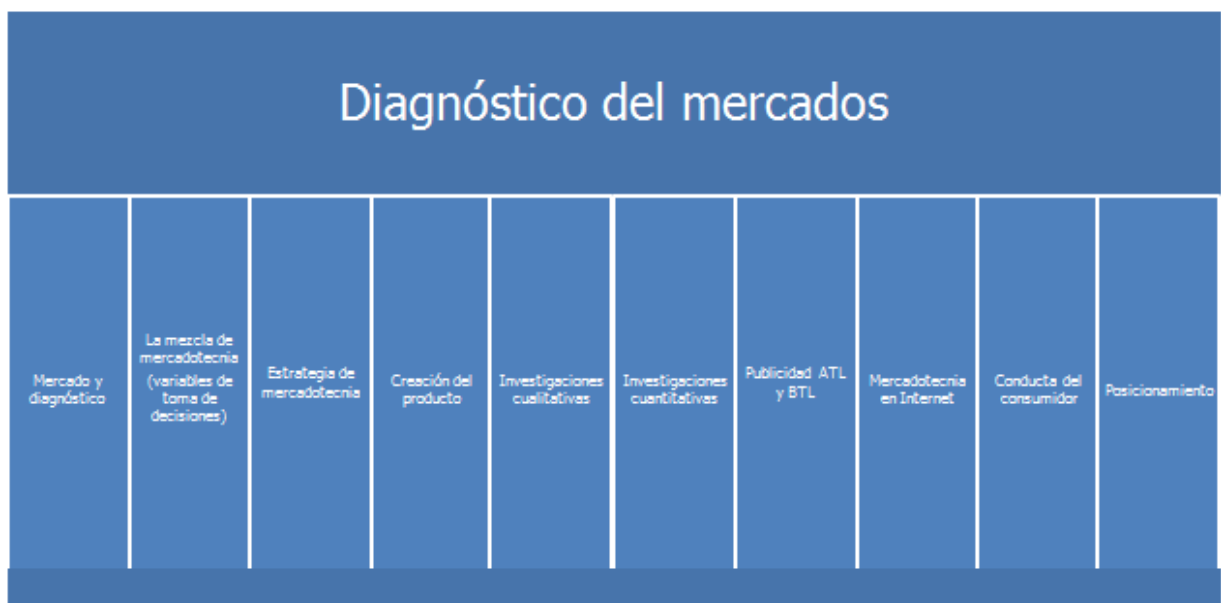 Diagnóstico del mercados
Mercado y
diagnóstico
La mezcla de
mercadotecnia
(variables de
toma de
decisiones)
Estrategia de
mercadotecnia
Creación del
producto
Investigaciones
cualitativas
Investigaciones
cuantitativas
Publicidad ATL
y BTL
Mercadotecnia
en Internet
Conducta del
consumidor
Posicionamiento